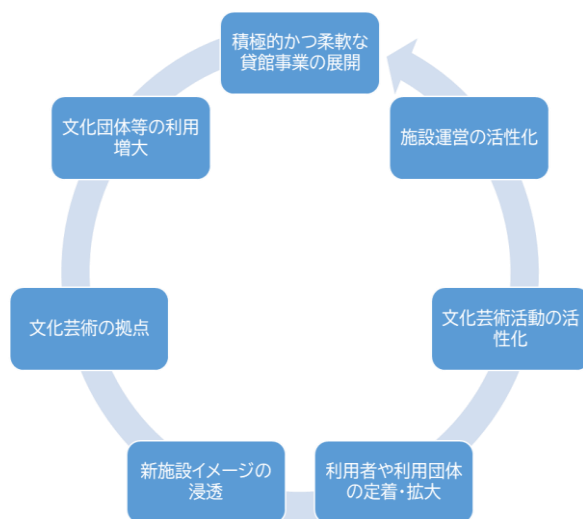 積極的かつ柔軟な
貸館事業の展開
文化団体等の利用
増大
施設運営の活性化
文化芸術の拠点
文化芸術活動の活
性化
新施設イメージの
浸透
利用者や利用団体
の定着・拡大